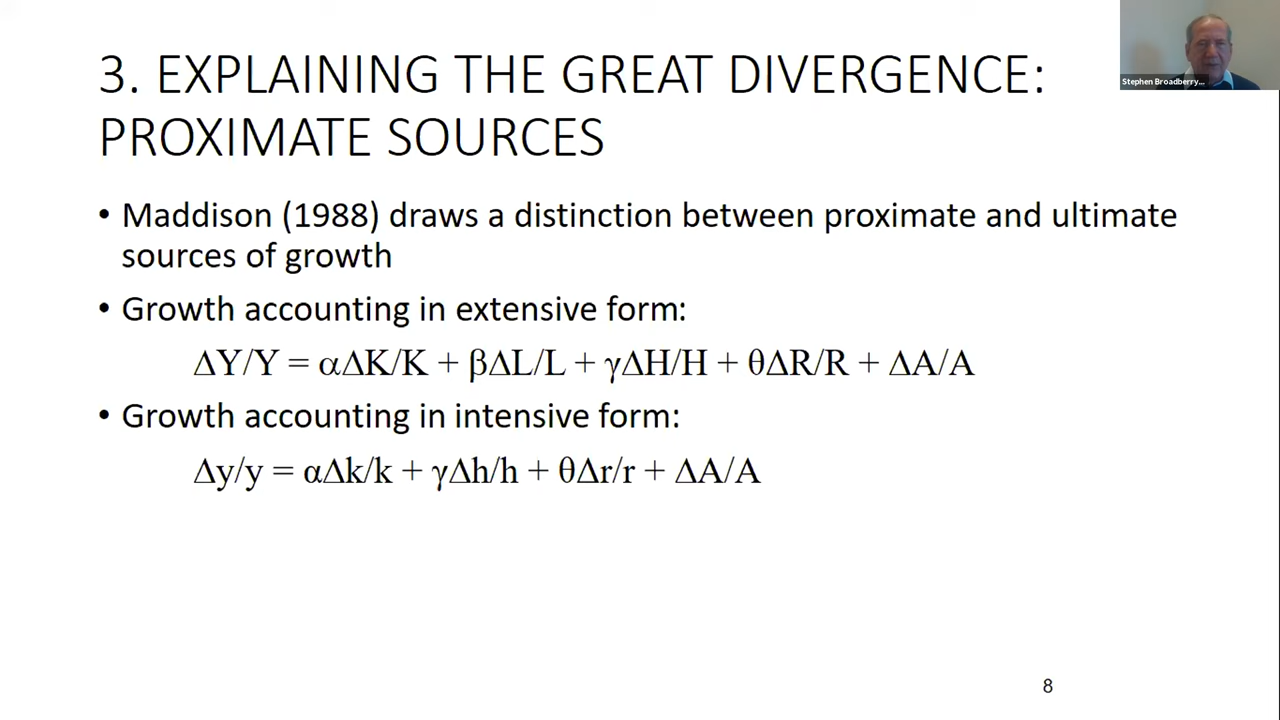 3. EXPLAINING THE GREAT DIVERGENCE:
PROXIMATE SOURCES
Stephen Broadberry...
• Maddison (1988) draws a distinction between proximate and ultimate
sources of growth
• Growth accounting in extensive form:
ΔY/Y = αΔK/K + βΔL/L + γΔH/H + θΔR/R + ΔA/A
• Growth accounting in intensive form:
Δy/y = αΔk/k + γΔh/h + θΔr/r + ΔA/A
8